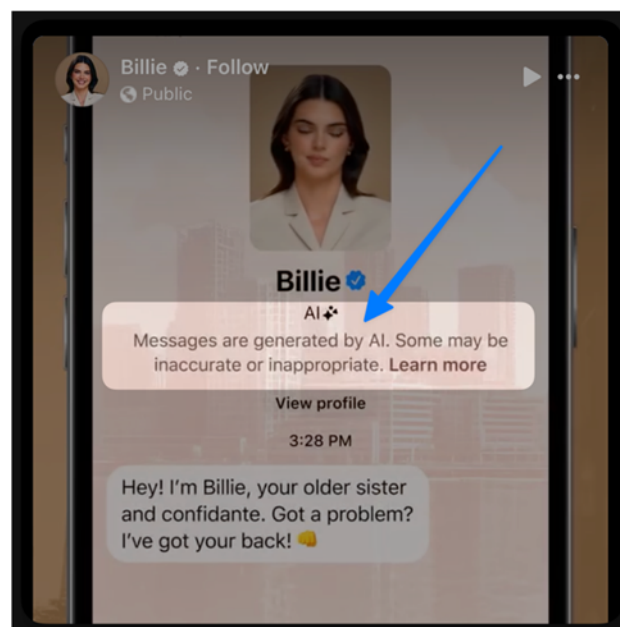 Billie · Follow
Public
Billie
AI
Messages are generated by AI. Some may be
inaccurate or inappropriate. Learn more
View profile
3:28 PM
Hey! I'm Billie, your older sister
and confidante. Got a problem?
I've got your back! 👊